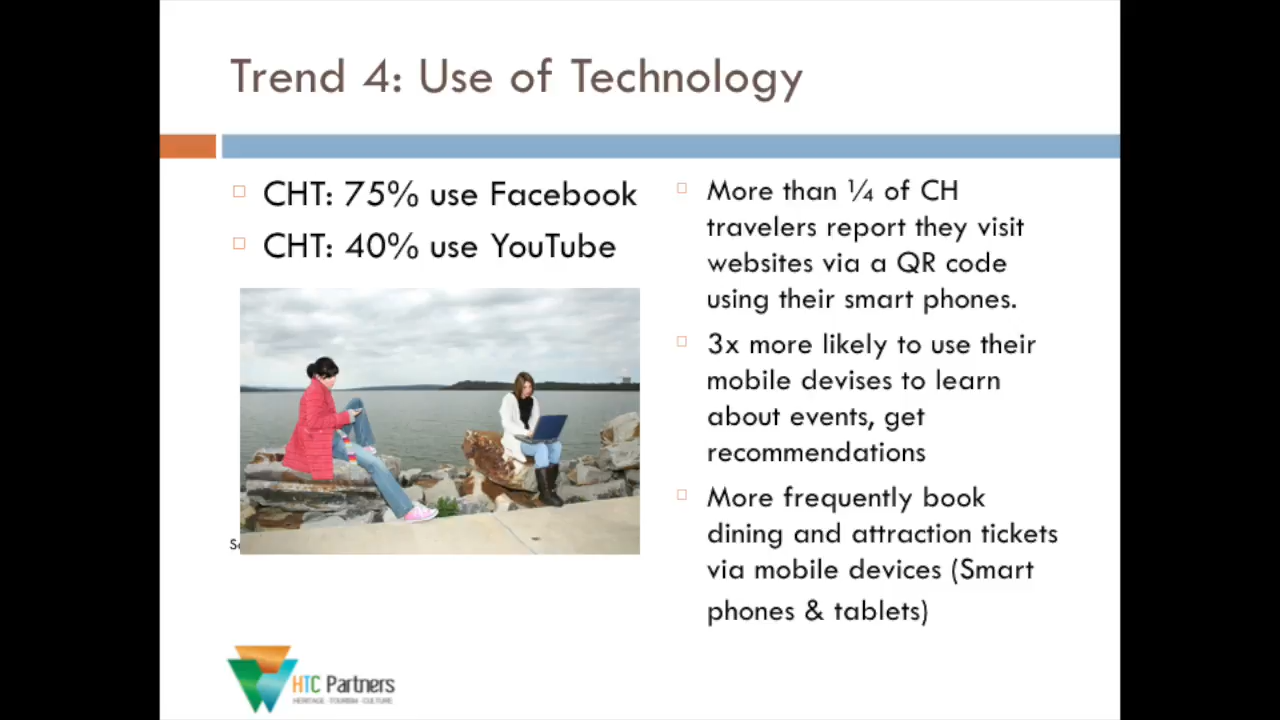 Trend 4: Use of Technology
CHT: 75% use Facebook
CHT: 40% use YouTube
More than ¼ of CH
travelers report they visit
websites via a QR code
using their smart phones.
3x more likely to use their
mobile devises to learn
about events, get
recommendations
More frequently book
dining and attraction tickets
via mobile devices (Smart
phones & tablets)
HTC Partners
HERITAGE · TOURISM · CULTURE